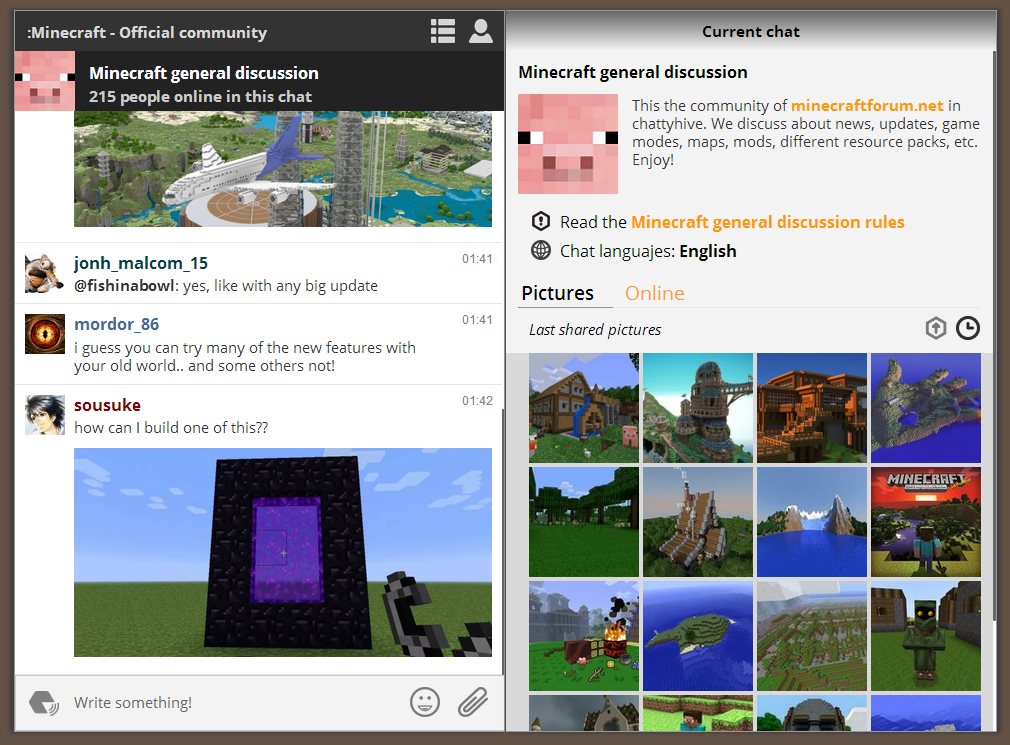 :Minecraft - Official community
Minecraft general discussion
215 people online in this chat
jonh_malcom_15
01:41
@fishinabowl: yes, like with any big update
mordor_86
01:41
i guess you can try many of the new features with
your old world.. and some others not!
sousuke
01:42
how can I build one of this??
Write something!
Current chat
Minecraft general discussion
This the community of minecraftforum.net in
chattyhive. We discuss about news, updates, game
modes, maps, mods, different resource packs, etc.
Enjoy!
Read the Minecraft general discussion rules
Chat languajes: English
Pictures
Online
Last shared pictures
MINECRAFT